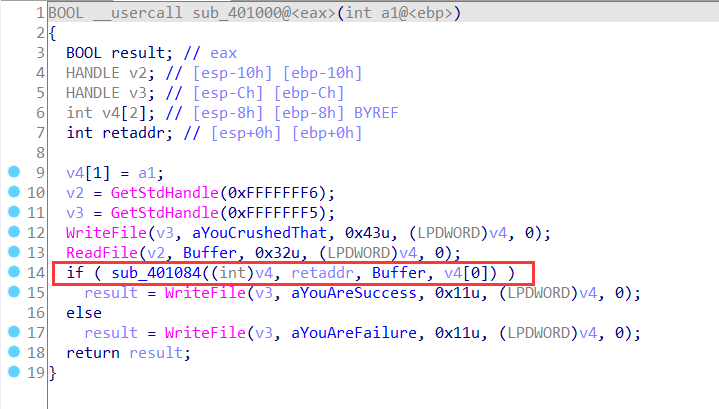 1 BOOL __usercall sub_401000@<eax>(int a1@<ebp>)
2 {
3 BOOL result; // eax
4 HANDLE v2; // [esp-10h] [ebp-10h]
5 HANDLE v3; // [esp-Ch] [ebp-Ch]
6 int v4[2]; // [esp-8h] [ebp-8h] BYREF
7 int retaddr; // [esp+0h] [ebp+0h]
8
9 v4[1] = a1;
10 v2 = GetStdHandle(0xFFFFFFF6);
11 v3 = GetStdHandle(0xFFFFFFF5);
12 WriteFile(v3, aYouCrushedThat, 0x43u, (LPDWORD)v4, 0);
13 ReadFile(v2, Buffer, 0x32u, (LPDWORD)v4, 0);
14 if ( sub_401084((int)v4, retaddr, Buffer, v4[0]) )
15 result = WriteFile(v3, aYouAreSuccess, 0x11u, (LPDWORD)v4, 0);
16 else
17 result = WriteFile(v3, aYouAreFailure, 0x11u, (LPDWORD)v4, 0);
18 return result;
19 }